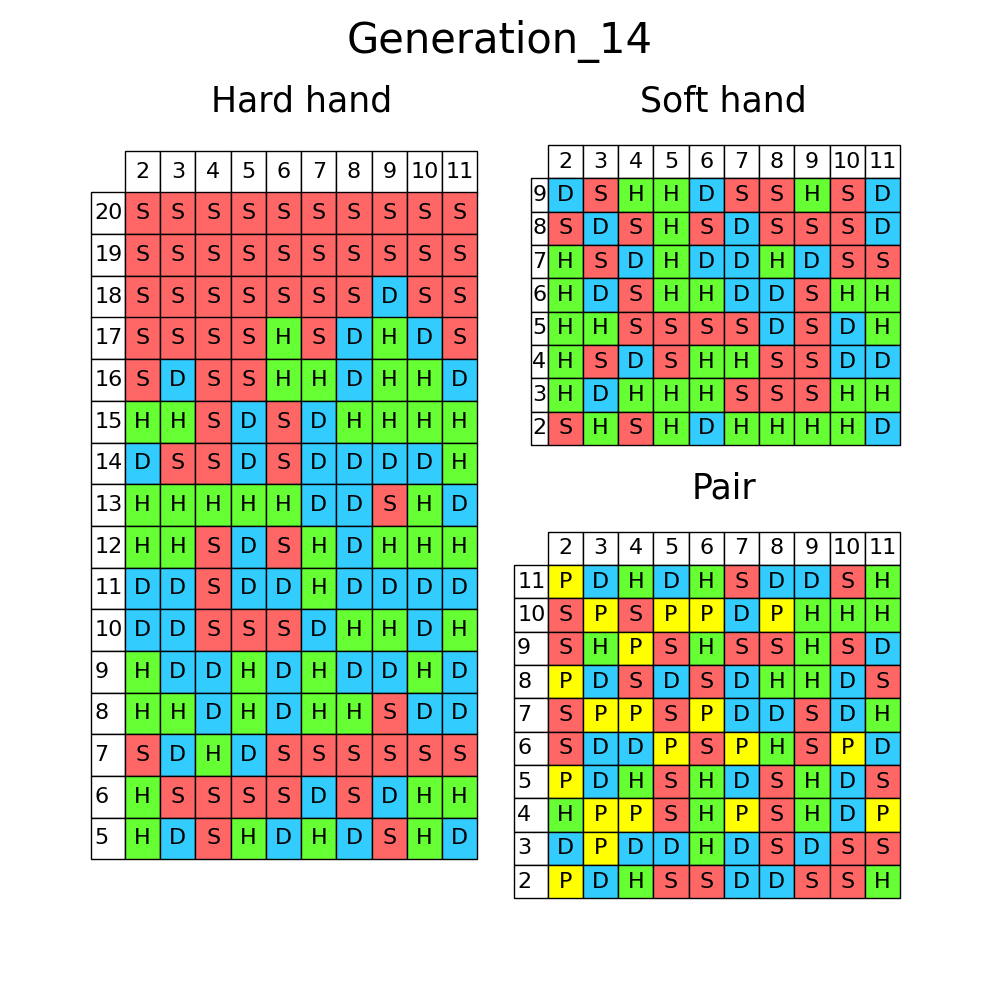 Generation_14
Hard hand
2 3 4 5 6 7 8 9 10 11
20 S S S S S S S S S S
19 S S S S S S S S S S
18 S S S S S S S D S S
17 S S S S H S D H D S
16 S D S S H H D H H D
15 H H S D S D H H H H
14 D S S D S D D D D H
13 H H H H H D D S H D
12 H H S D S H D H H H
11 D D S D D H D D D D
10 D D S S S D H H D H
9 H D D H D H D D H D
8 H H D H D H H S D D
7 S D H D S S S S S S
6 H S S S S D S D H H
5 H D S H D H D S H D
Soft hand
2 3 4 5 6 7 8 9 10 11
9 D S H H D S S H S D
8 S D S H S D S S S D
7 H S D H D D H D S S
6 H D S H H D D S H H
5 H H S S S S D S D H
4 H S D S H H S S D D
3 H D H H H S S S H H
2 S H S H D H H H H D
Pair
2 3 4 5 6 7 8 9 10 11
11 P D H D H S D D S H
10 S P S P P D P H H H
9 S H P S H S S H S D
8 P D S D S D H H D S
7 S P P S P D D S D H
6 S D D P S P H S P D
5 P D H S H D S H D S
4 H P P S H P S H D P
3 D P D D H D S D S S
2 P D H S S D D S S H